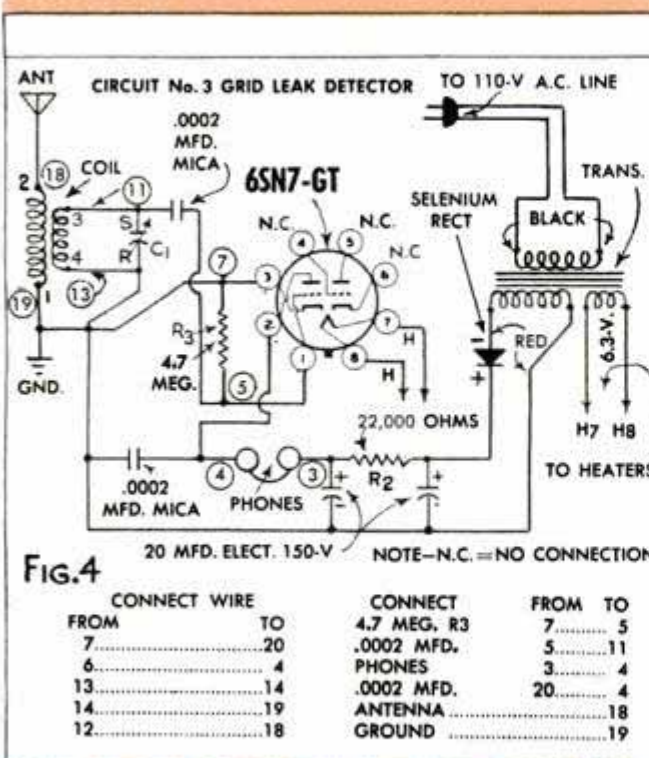 ANT
CIRCUIT No. 3 GRID LEAK DETECTOR
TO 110-V A.C. LINE
.0002
MFD.
MICA
2
18
COIL
11
6SN7-GT
TRANS.
SELENIUM
RECT
BLACK
3
S
N.C.
N.C.
N.C
4
5
6
4
R
C1
7
3
13
2
7
19
1
R3
4.7
MEG.
1
8
H
H
-
+
RED
6.3-V.
GND.
5
22,000 OHMS
H7 H8
4
3
R2
TO HEATERS
.0002
MFD. MICA
PHONES
+
-
+
-
20 MFD. ELECT. 150-V
NOTE–N.C.=NO CONNECTION
FIG.4
CONNECT WIRE
FROM TO
7..........20
6..........4
13..........14
14..........19
12..........18
CONNECT FROM TO
4.7 MEG. R3 7.......... 5
.0002 MFD. 5..........11
PHONES 3.......... 4
.0002 MFD. 20.......... 4
ANTENNA ..........18
GROUND ..........19